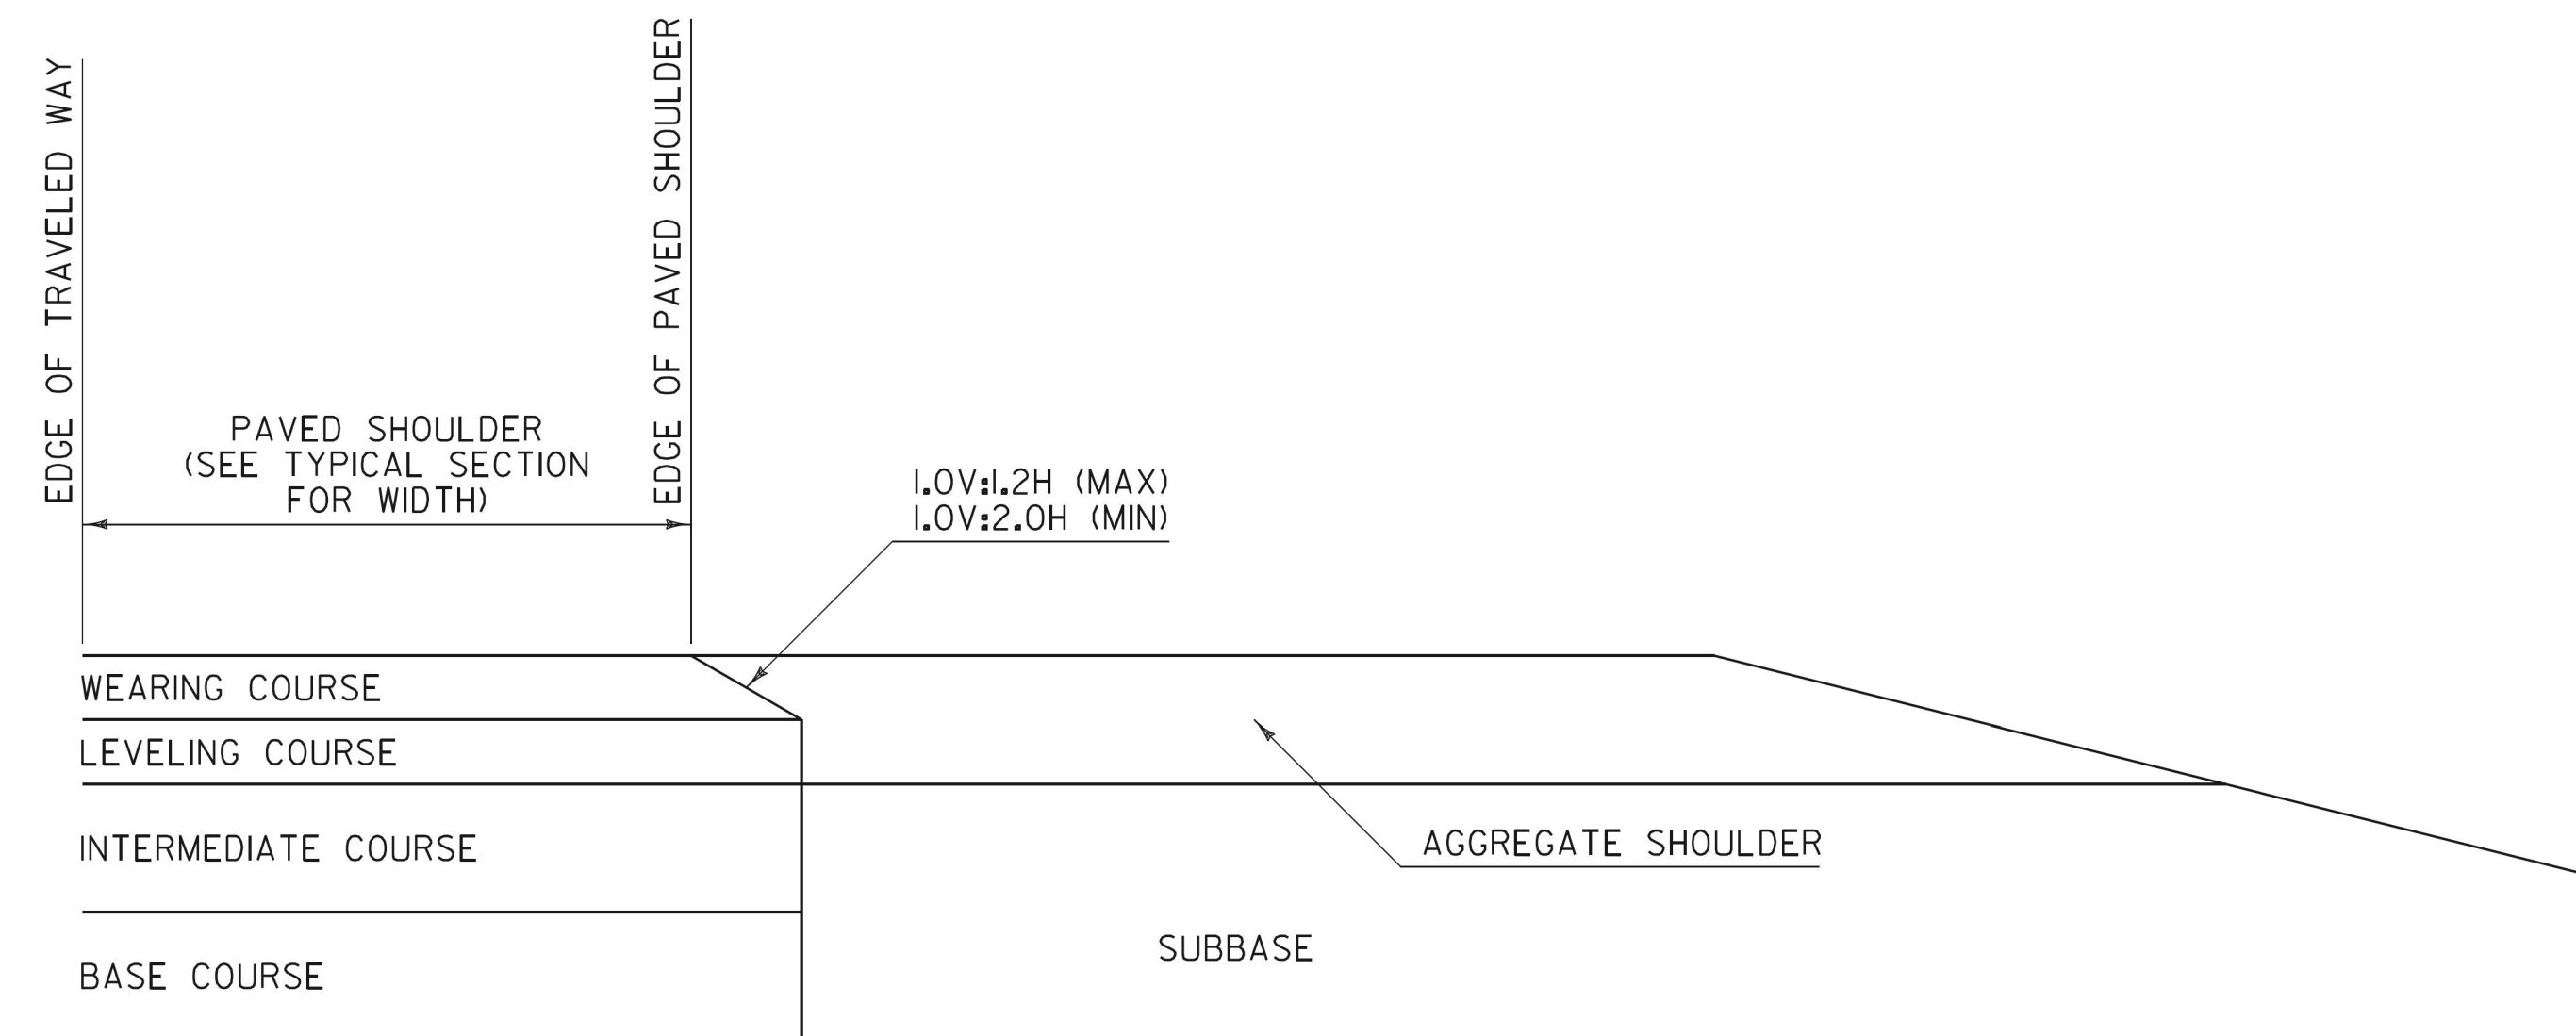 EDGE OF TRAVELED WAY
EDGE OF PAVED SHOULDER
PAVED SHOULDER
(SEE TYPICAL SECTION
FOR WIDTH)
1.0V:1.2H (MAX)
1.0V:2.0H (MIN)
WEARING COURSE
LEVELING COURSE
INTERMEDIATE COURSE
AGGREGATE SHOULDER
SUBBASE
BASE COURSE